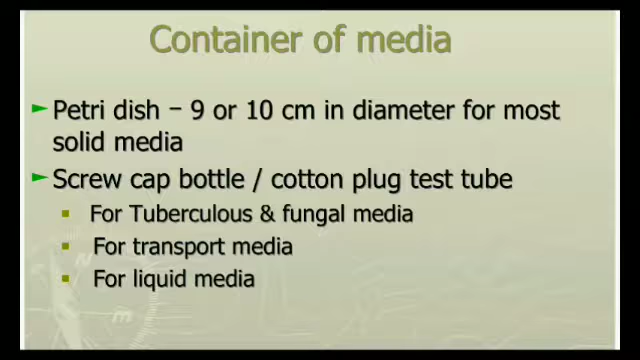 Container of media
► Petri dish – 9 or 10 cm in diameter for most
solid media
► Screw cap bottle / cotton plug test tube
▪ For Tuberculous & fungal media
▪ For transport media
▪ For liquid media